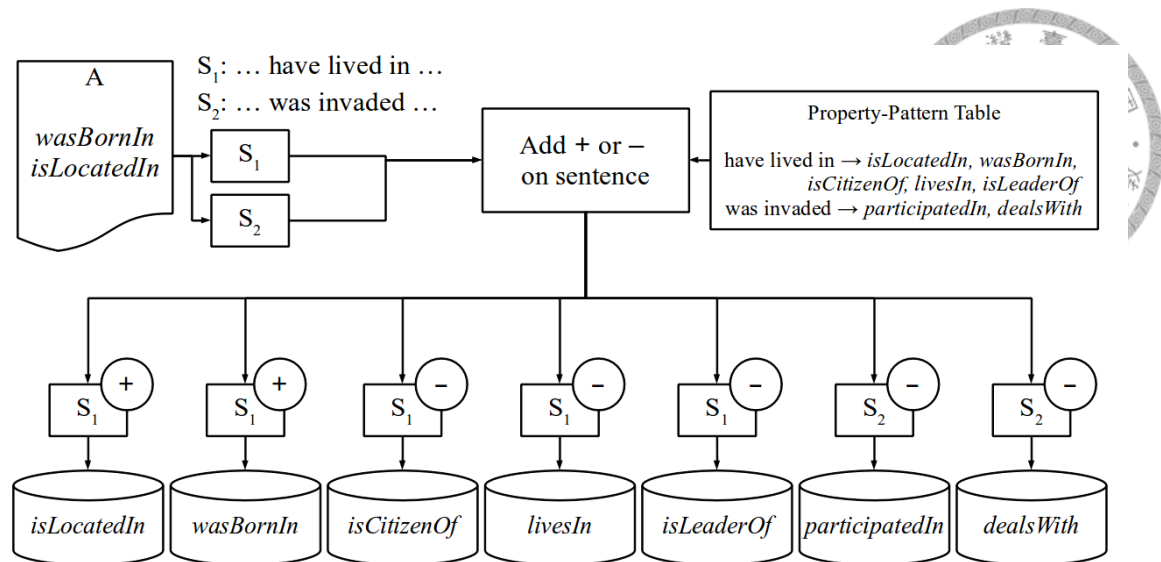 A
wasBornIn
isLocatedIn
S₁: … have lived in …
S₂: … was invaded …
S₁
S₂
Add + or –
on sentence
Property-Pattern Table
have lived in → isLocatedIn, wasBornIn,
isCitizenOf, livesIn, isLeaderOf
was invaded → participatedIn, dealsWith
S₁ +
S₁ +
S₁ –
S₁ –
S₁ –
S₂ –
S₂ –
isLocatedIn
wasBornIn
isCitizenOf
livesIn
isLeaderOf
participatedIn
dealsWith